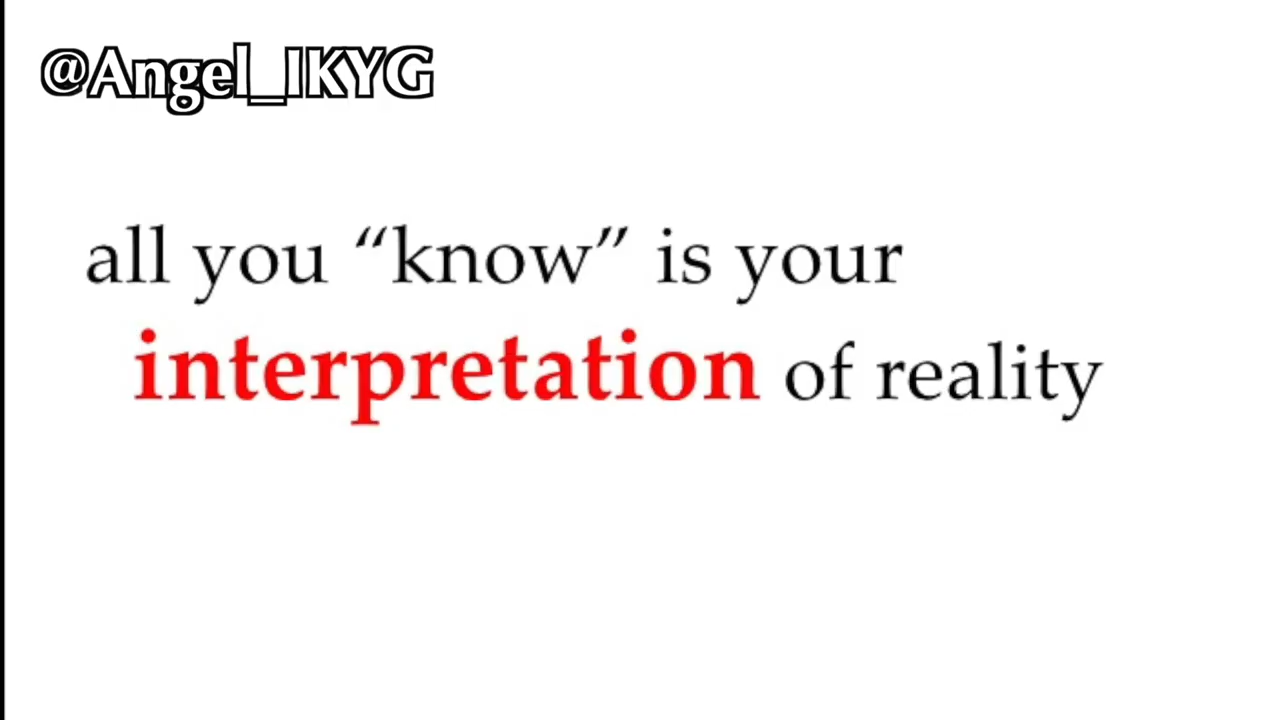 @Angel_IKYG
all you “know” is your
interpretation of reality